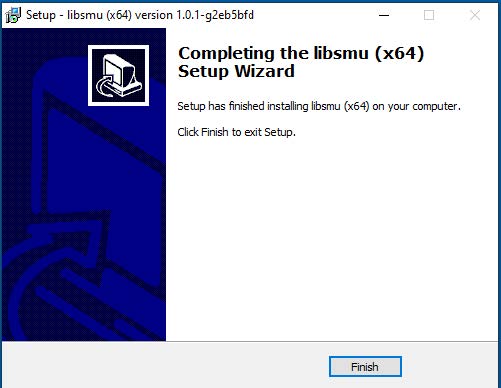 Setup - libsmu (x64) version 1.0.1-g2eb5bfd
Completing the libsmu (x64)
Setup Wizard
Setup has finished installing libsmu (x64) on your computer.
Click Finish to exit Setup.
Finish